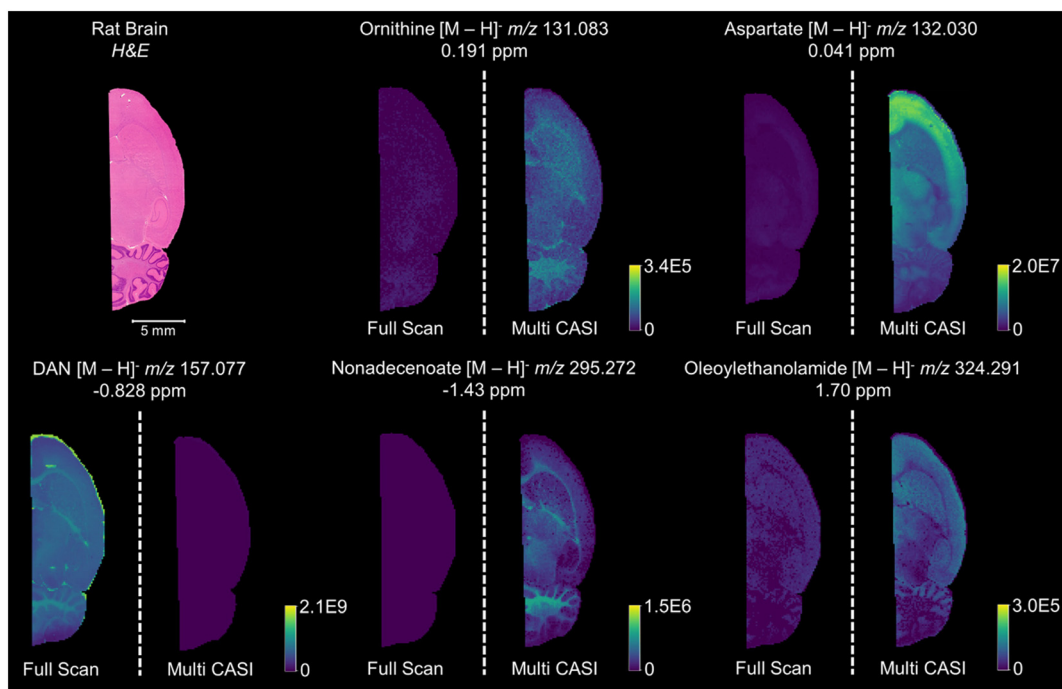 Rat Brain
H&E
5 mm
Ornithine [M – H]- m/z 131.083
0.191 ppm
Full Scan
Multi CASI
3.4E5
0
Aspartate [M – H]- m/z 132.030
0.041 ppm
Full Scan
Multi CASI
2.0E7
0
DAN [M – H]- m/z 157.077
-0.828 ppm
Full Scan
Multi CASI
2.1E9
0
Nonadecenoate [M – H]- m/z 295.272
-1.43 ppm
Full Scan
Multi CASI
1.5E6
0
Oleoylethanolamide [M – H]- m/z 324.291
1.70 ppm
Full Scan
Multi CASI
3.0E5
0